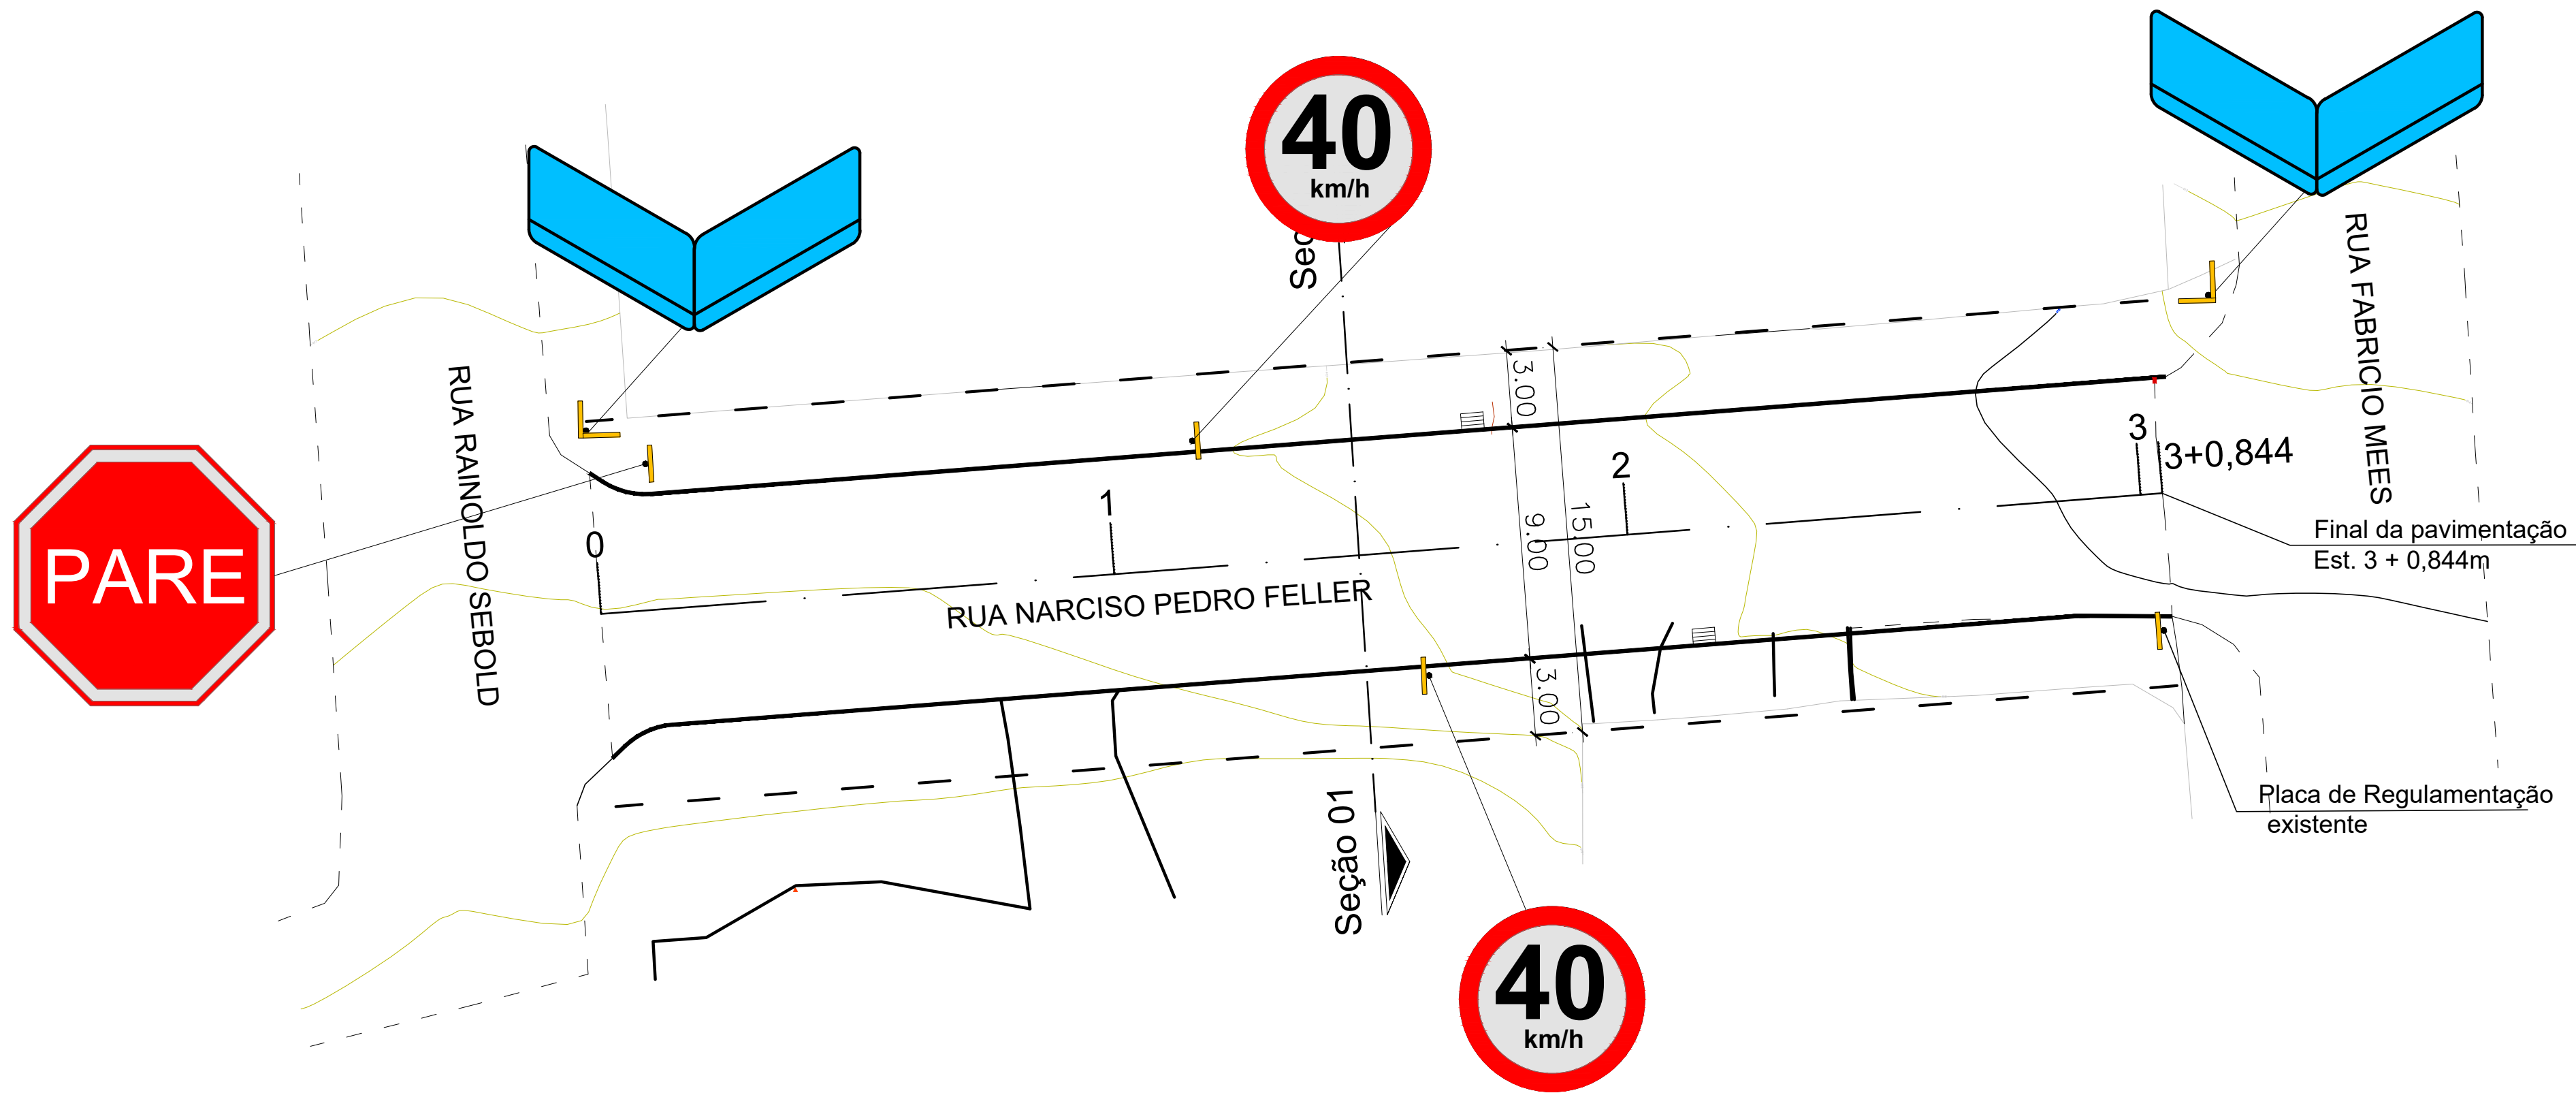 40
km/h
Seç
RUA RAINOLDO SEBOLD
RUA FABRICIO MEES
3.00
PARE
0
1
2
3
3+0,844
9.00
15.00
Final da pavimentação
Est. 3 + 0,844m
RUA NARCISO PEDRO FELLER
3.00
Seção 01
Placa de Regulamentação
existente
40
km/h